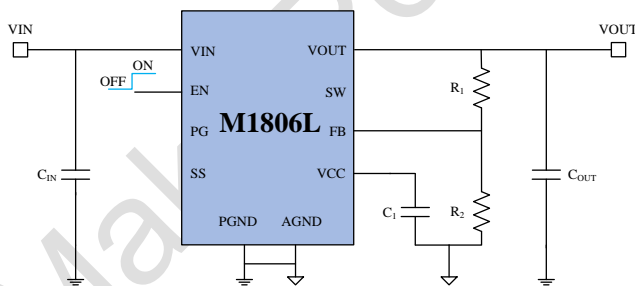 VIN
VOUT
ON
OFF
VIN
VOUT
EN
SW
R1
M1806L
PG
FB
SS
VCC
CIN
C1
R2
COUT
PGND
AGND